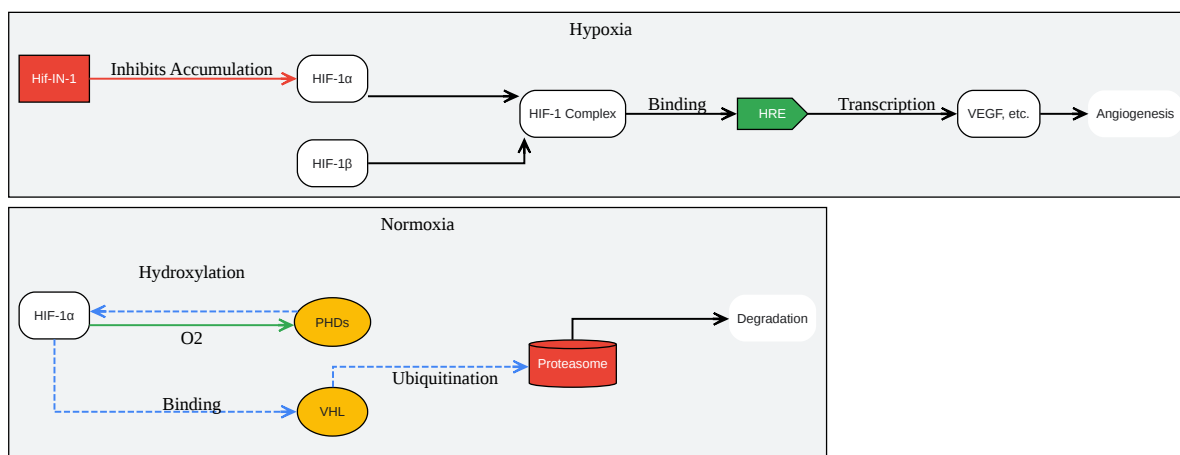 Hypoxia
Hif-IN-1
Inhibits Accumulation
HIF-1α
HIF-1 Complex
Binding
HRE
Transcription
VEGF, etc.
Angiogenesis
HIF-1β
Normoxia
Hydroxylation
HIF-1α
PHDs
O2
Degradation
Proteasome
Ubiquitination
Binding
VHL